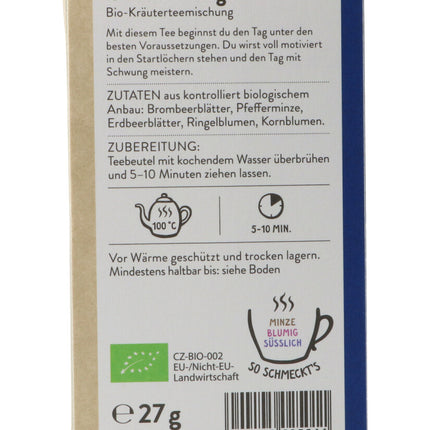 Bio-Kräuterteemischung
Mit diesem Tee beginnst du den Tag unter den
besten Voraussetzungen. Du wirst voll motiviert
in den Startlöchern stehen und den Tag mit
Schwung meistern.
ZUTATEN aus kontrolliert biologischem
Anbau: Brombeerblätter, Pfefferminze,
Erdbeerblätter, Ringelblumen, Kornblumen.
ZUBEREITUNG:
Teebeutel mit kochendem Wasser überbrühen
und 5–10 Minuten ziehen lassen.
100 °C
5-10 MIN.
Vor Wärme geschützt und trocken lagern.
Mindestens haltbar bis: siehe Boden
MINZE
BLUMIG
SÜSSLICH
SO SCHMECKT'S
CZ-BIO-002
EU-/Nicht-EU-
Landwirtschaft
℮ 27 g